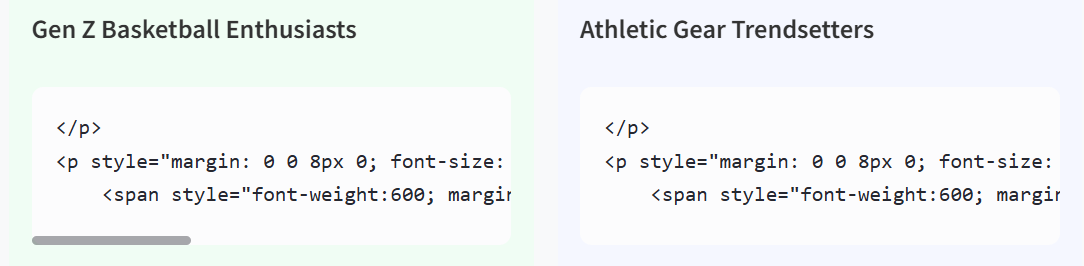 Gen Z Basketball Enthusiasts
</p>
<p style="margin: 0 0 8px 0; font-size:
<span style="font-weight:600; margin
Athletic Gear Trendsetters
</p>
<p style="margin: 0 0 8px 0; font-size:
<span style="font-weight:600; margin